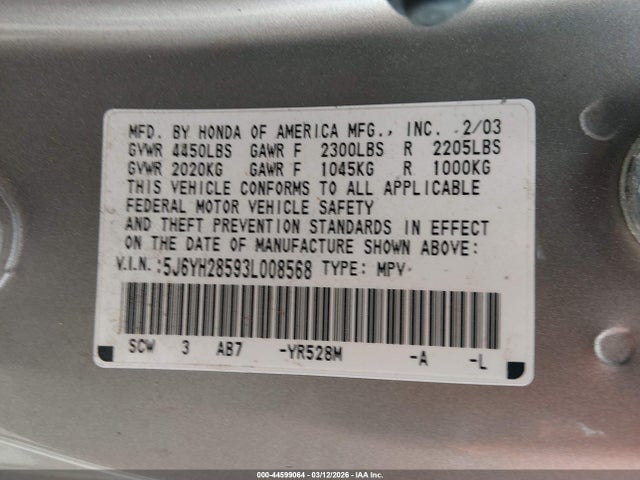 MFD. BY HONDA OF AMERICA MFG., INC. 2/03
GVWR 4450LBS GAWR F 2300LBS R 2205LBS
GVWR 2020KG GAWR F 1045KG R 1000KG
THIS VEHICLE CONFORMS TO ALL APPLICABLE
FEDERAL MOTOR VEHICLE SAFETY
AND THEFT PREVENTION STANDARDS IN EFFECT
ON THE DATE OF MANUFACTURE SHOWN ABOVE:
V.I.N.:5J6YH28593L008568 TYPE: MPV
SCW 3 AB7 -YR528M -A -L
000-44599064 - 03/12/2026 - IAA Inc.